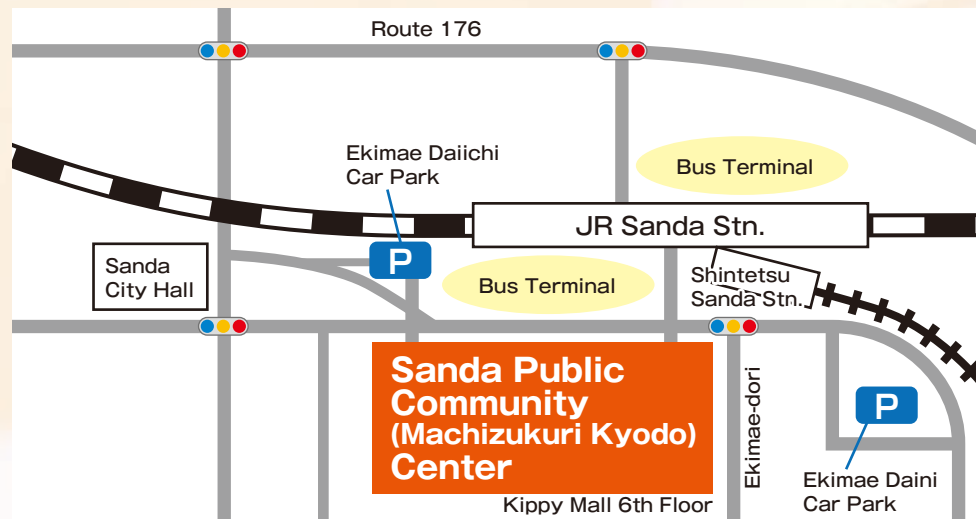 Route 176
Ekimae Daiichi
Car Park
Bus Terminal
JR Sanda Stn.
P
Sanda
City Hall
Bus Terminal
Shintetsu
Sanda Stn.
Sanda Public
Community
(Machizukuri Kyodo)
Center
Ekimae-dori
P
Kippy Mall 6th Floor
Ekimae Daini
Car Park